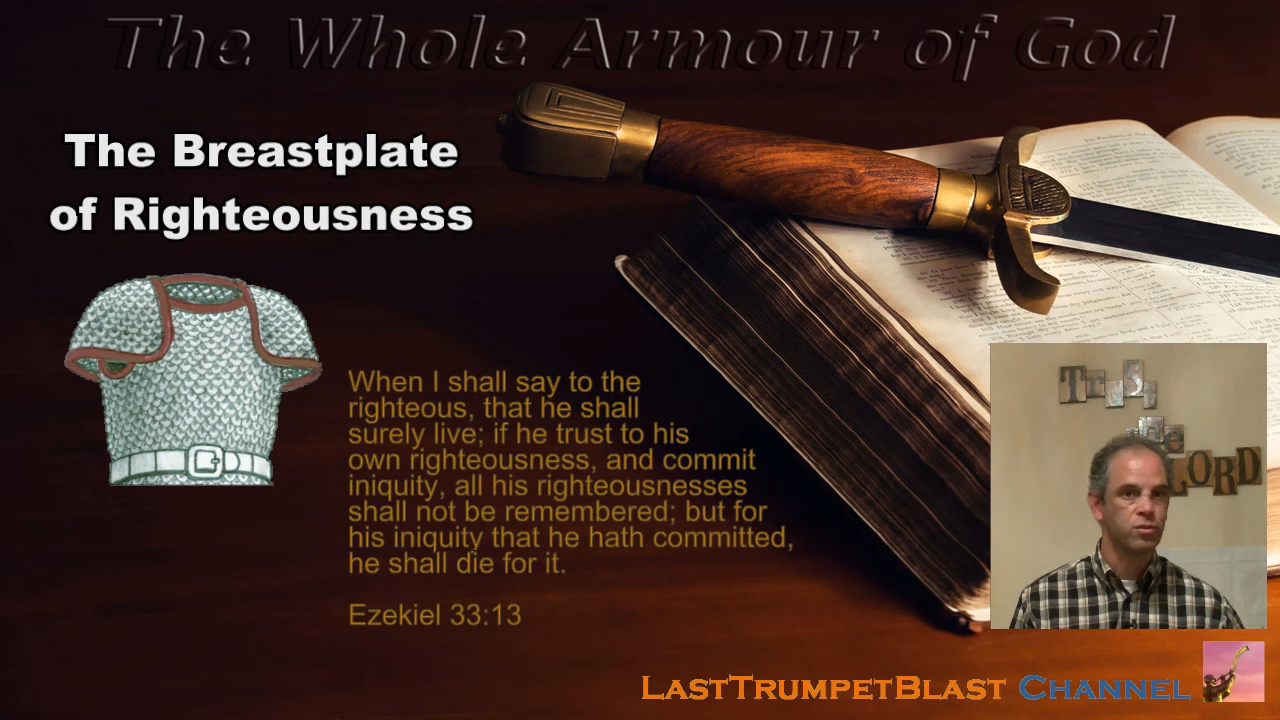 The Whole Armour of God
The Breastplate
of Righteousness
When I shall say to the
righteous, that he shall
surely live; if he trust to his
own righteousness, and commit
iniquity, all his righteousnesses
shall not be remembered; but for
his iniquity that he hath committed,
he shall die for it.
Ezekiel 33:13
LORD
LASTTRUMPETBLAST CHANNEL